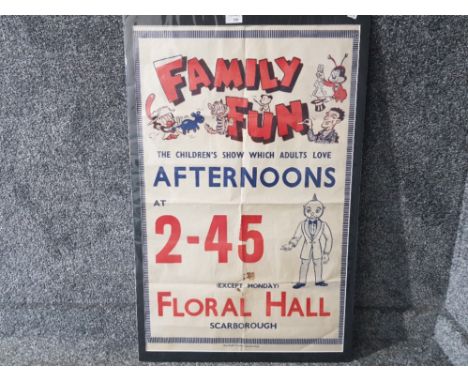 FAMILY
FUN
THE CHILDREN'S SHOW WHICH ADULTS LOVE
AFTERNOONS
AT
2-45
(EXCEPT MONDAY)
FLORAL HALL
SCARBOROUGH